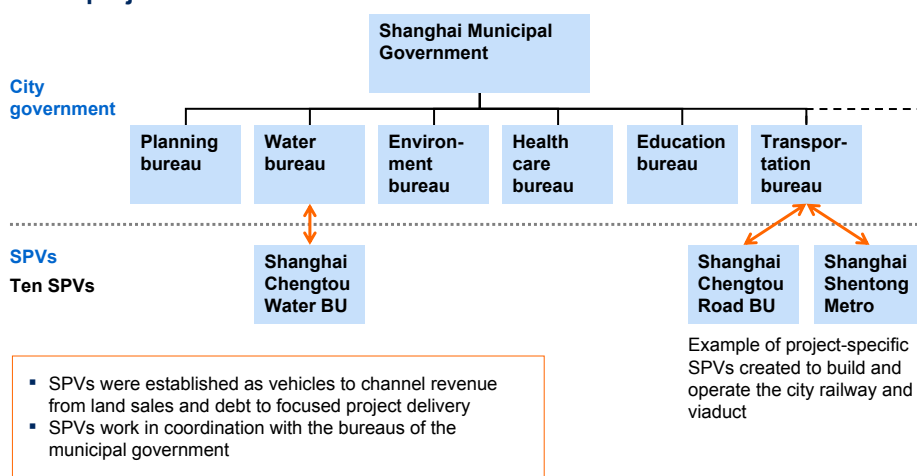 Shanghai Municipal
Government
City
government
Planning
bureau
Water
bureau
Environ-
ment
bureau
Health
care
bureau
Education
bureau
Transpor-
tation
bureau
SPVs
Ten SPVs
Shanghai
Chengtou
Water BU
Shanghai
Chengtou
Road BU
Shanghai
Shentong
Metro
Example of project-specific
SPVs created to build and
operate the city railway and
viaduct
▪ SPVs were established as vehicles to channel revenue
from land sales and debt to focused project delivery
▪ SPVs work in coordination with the bureaus of the
municipal government